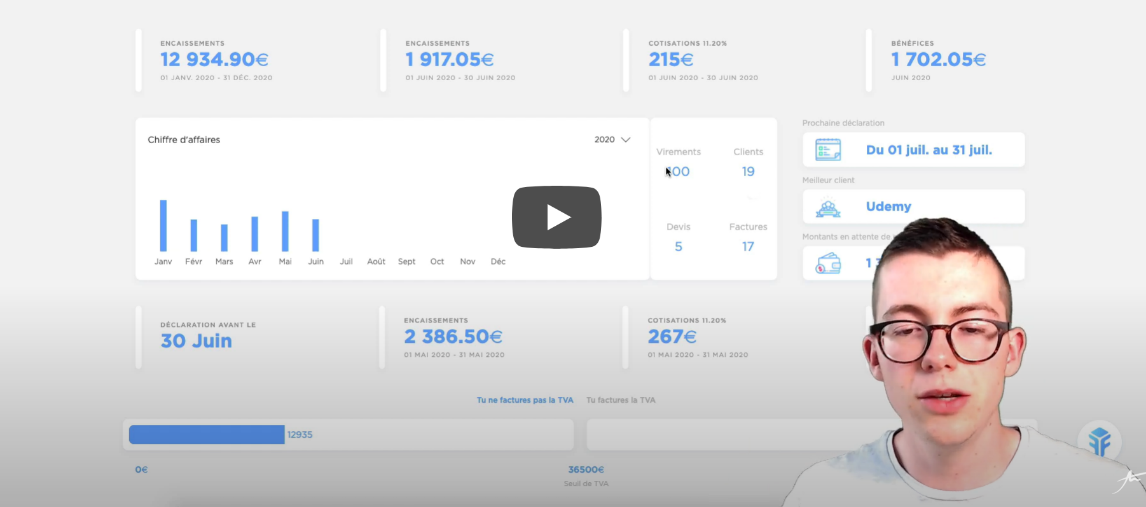 ENCAISSEMENTS
12 934.90€
01 JANV. 2020 - 31 DÉC. 2020
ENCAISSEMENTS
1 917.05€
01 JUIN 2020 - 30 JUIN 2020
COTISATIONS 11.20%
215€
01 JUIN 2020 - 30 JUIN 2020
BÉNÉFICES
1 702.05€
JUIN 2020
Chiffre d'affaires
2020
Janv Févr Mars Avr Mai Juin Juil Août Sept Oct Nov Déc
Virements
Clients
19
Devis
5
Factures
17
Prochaine déclaration
Du 01 juil. au 31 juil.
Meilleur client
Udemy
Montants en attente de
1
DÉCLARATION AVANT LE
30 Juin
ENCAISSEMENTS
2 386.50€
01 MAI 2020 - 31 MAI 2020
COTISATIONS 11.20%
267€
01 MAI 2020 - 31 MAI 2020
Tu ne factures pas la TVA
Tu factures la TVA
12935
0€
36500€
Seuil de TVA